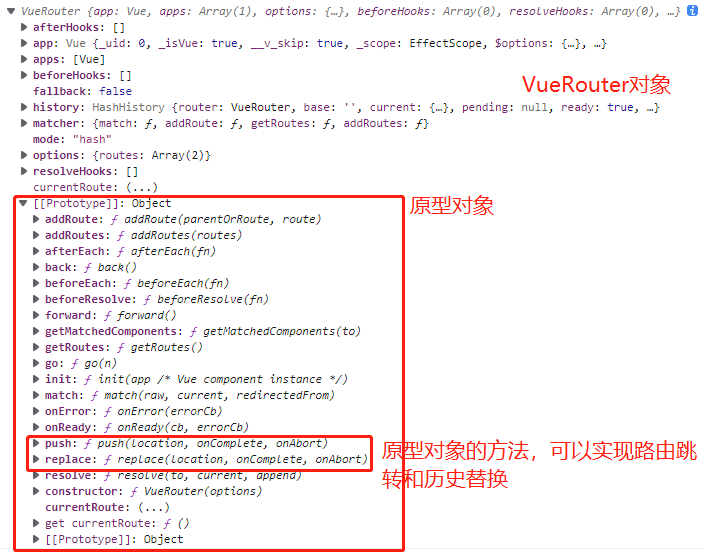 VueRouter {app: Vue, apps: Array(1), options: {…}, beforeHooks: Array(0), resolveHooks: Array(0), …} i
afterHooks: []
app: Vue {_uid: 0, _isVue: true, __v_skip: true, _scope: EffectScope, $options: {…}, …}
apps: [Vue]
beforeHooks: []
fallback: false
VueRouter对象
history: HashHistory {router: VueRouter, base: '', current: {…}, pending: null, ready: true, …}
matcher: {match: ƒ, addRoute: ƒ, getRoutes: ƒ, addRoutes: ƒ}
mode: "hash"
options: {routes: Array(2)}
resolveHooks: []
currentRoute: (...)
[[Prototype]]: Object
原型对象
addRoute: ƒ addRoute(parentOrRoute, route)
addRoutes: ƒ addRoutes(routes)
afterEach: ƒ afterEach(fn)
back: ƒ back()
beforeEach: ƒ beforeEach(fn)
beforeResolve: ƒ beforeResolve(fn)
forward: ƒ forward()
getMatchedComponents: ƒ getMatchedComponents(to)
getRoutes: ƒ getRoutes()
go: ƒ go(n)
init: ƒ init(app /* Vue component instance */)
match: ƒ match(raw, current, redirectedFrom)
onError: ƒ onError(errorCb)
onReady: ƒ onReady(cb, errorCb)
push: ƒ push(location, onComplete, onAbort)
replace: ƒ replace(location, onComplete, onAbort)
原型对象的方法，可以实现路由跳
转和历史替换
resolve: ƒ resolve(to, current, append)
constructor: ƒ VueRouter(options)
currentRoute: (...)
get currentRoute: ƒ ()
[[Prototype]]: Object